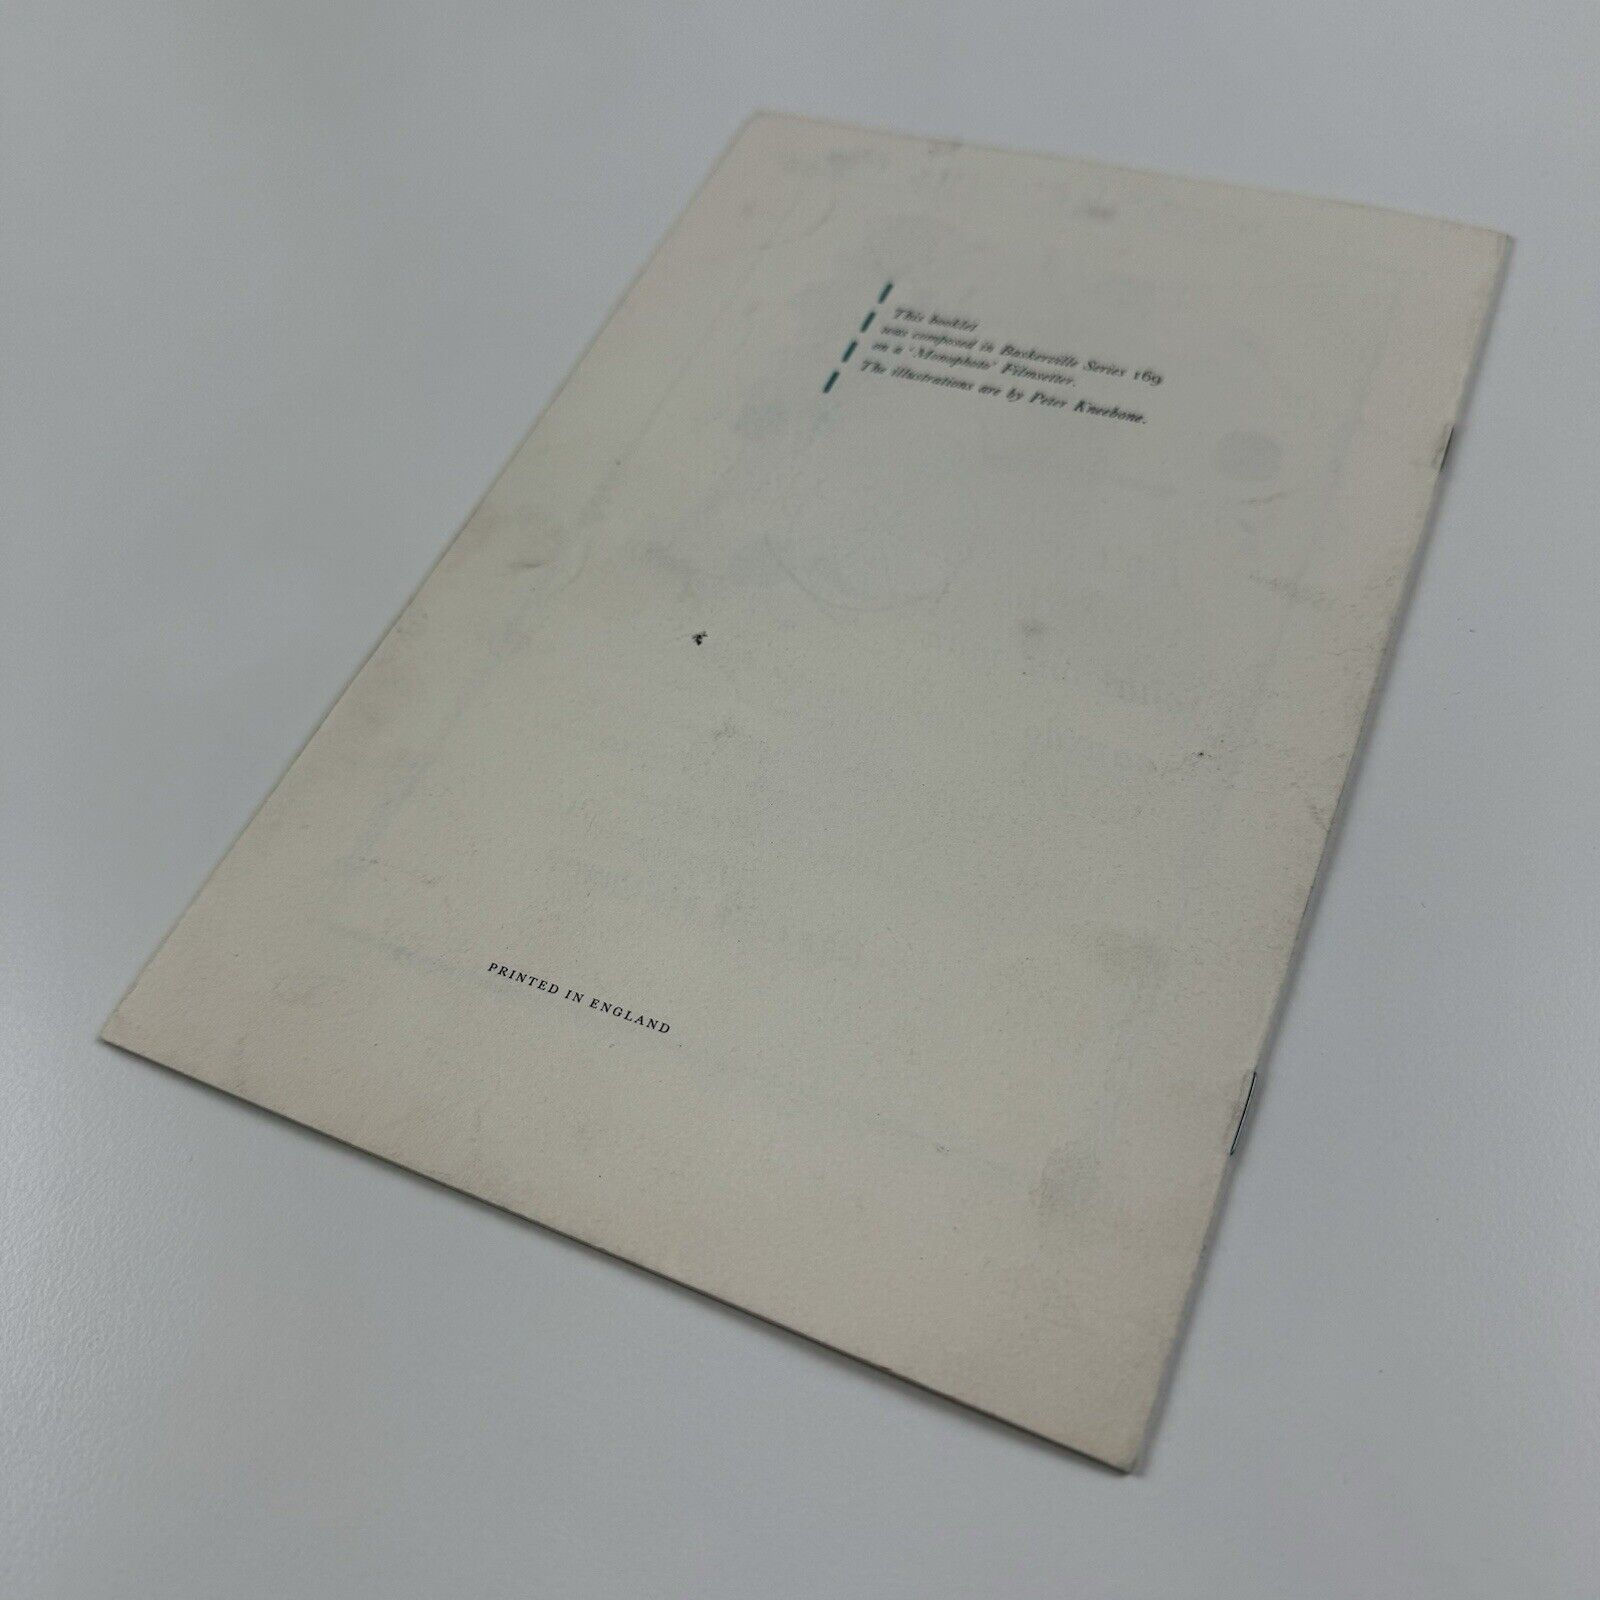 This booklet
was composed in Baskerville Series 169
on a 'Monophoto' Filmsetter.
The illustrations are by Peter Kneebone.
PRINTED IN ENGLAND